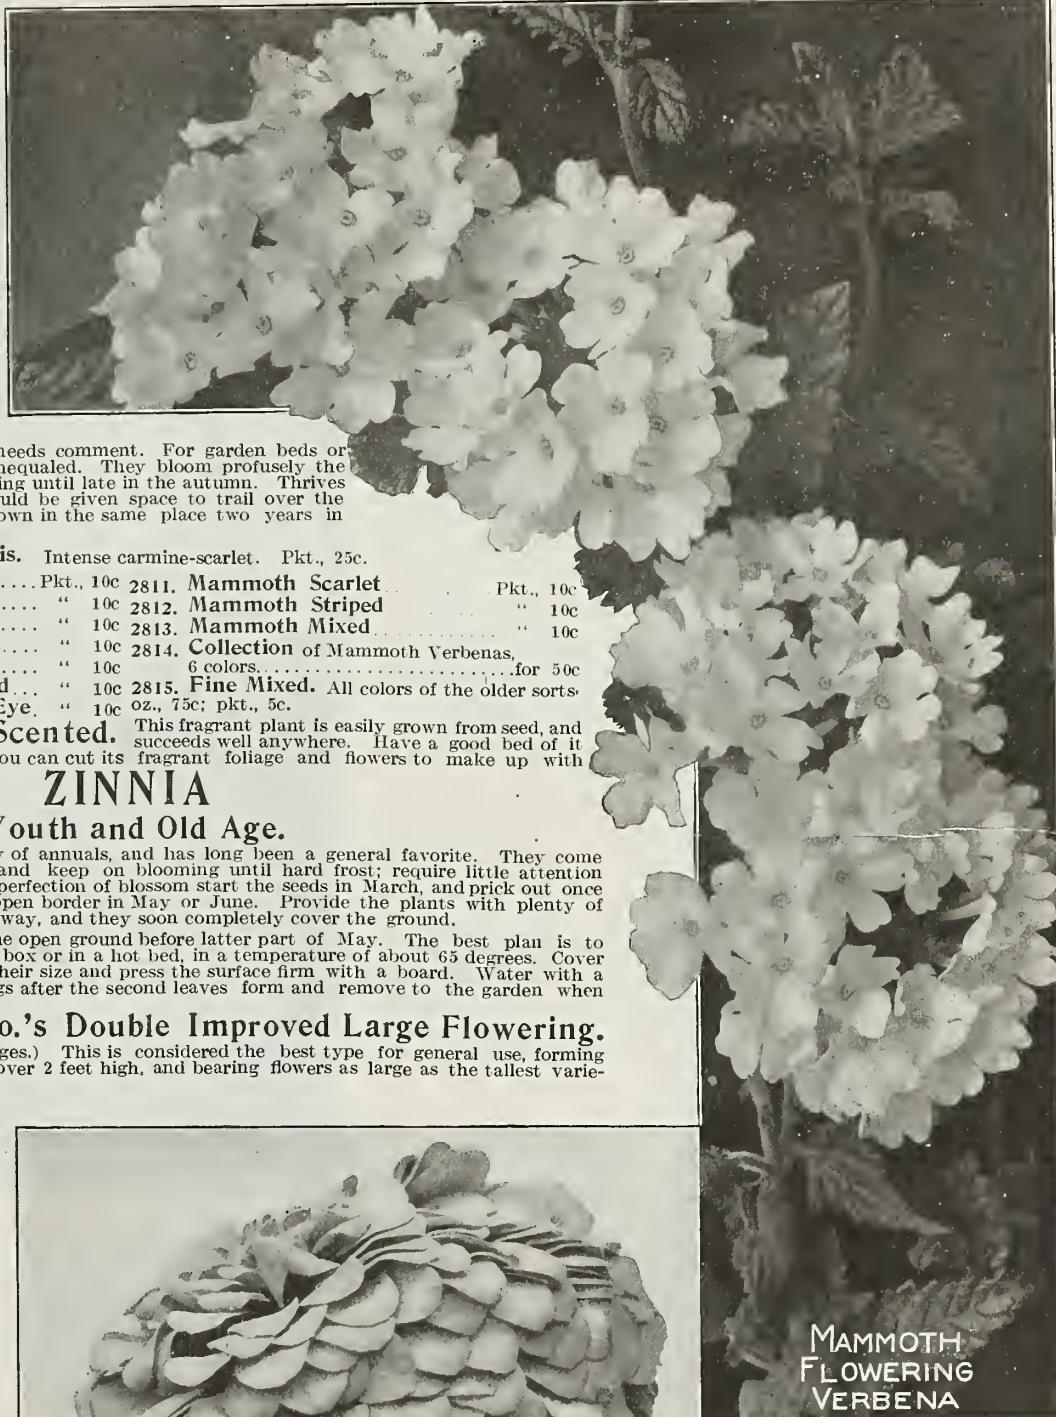 needs comment. For garden beds or
nequaled. They bloom profusely the
ing until late in the autumn. Thrives
uld be given space to trail over the
own in the same place two years in
is. Intense carmine-scarlet. Pkt., 25c.
....Pkt., 10c 2811. Mammoth Scarlet . . Pkt., 10c
.... “ 10c 2812. Mammoth Striped “ 10c
.... “ 10c 2813. Mammoth Mixed............. “ 10c
.... “ 10c 2814. Collection of Mammoth Verbenas,
.... “ 10c 6 colors..............................for 50c
d... “ 10c 2815. Fine Mixed. All colors of the older sorts,
Eye. “ 10c oz., 75c; pkt., 5c.
Scented. This fragrant plant is easily grown from seed, and
succeeds well anywhere. Have a good bed of it
ou can cut its fragrant foliage and flowers to make up with
ZINNIA
Youth and Old Age.
y of annuals, and has long been a general favorite. They come
and keep on blooming until hard frost; require little attention
perfection of blossom start the seeds in March, and prick out once
pen border in May or June. Provide the plants with plenty of
way, and they soon completely cover the ground.
he open ground before latter part of May. The best plan is to
box or in a hot bed, in a temperature of about 65 degrees. Cover
heir size and press the surface firm with a board. Water with a
gs after the second leaves form and remove to the garden when
o.'s Double Improved Large Flowering.
ges.) This is considered the best type for general use, forming
over 2 feet high, and bearing flowers as large as the tallest varie-
MAMMOTH
FLOWERING
VERBENA